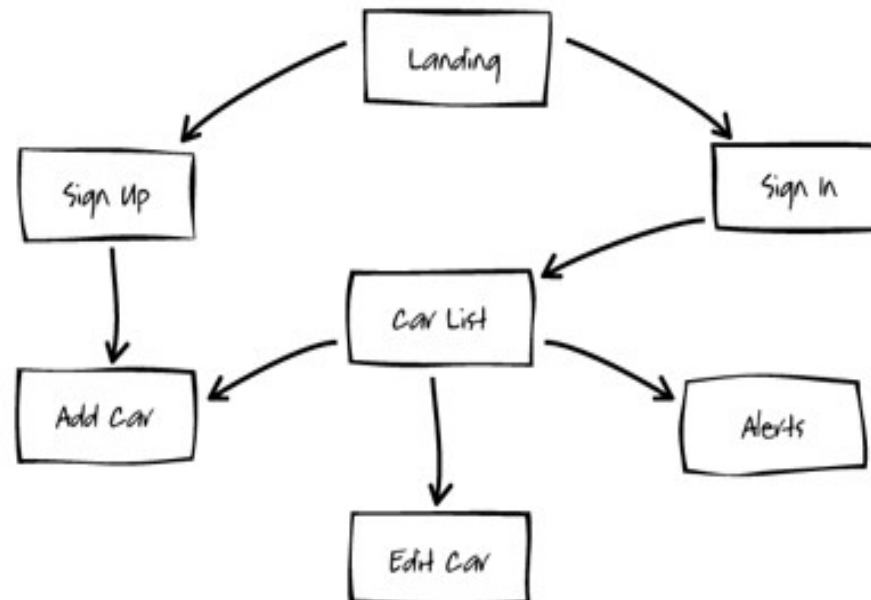 Landing
Sign Up
Sign In
Car List
Add Car
Alerts
Edit Car